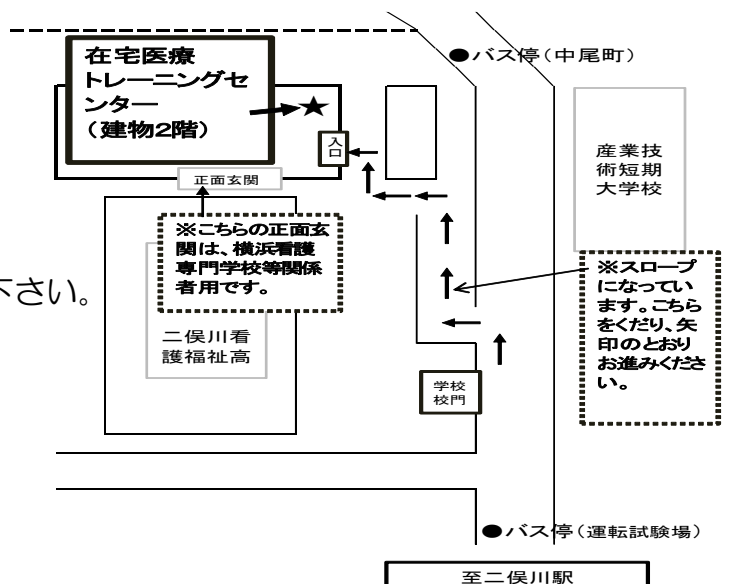 在宅医療
トレーニングセ
ンター
（建物2階）
★
入
口
正面玄関
●バス停（中尾町）
産業技
術短期
大学校
※こちらの正面玄
関は、横浜看護
専門学校等関係
者用です。
下さい。
二俣川看
護福祉高
※スロープ
になってい
ます。こちら
をくだり、矢
印のとおり
お進みくださ
い。
学校
校門
●バス停（運転試験場）
至二俣川駅